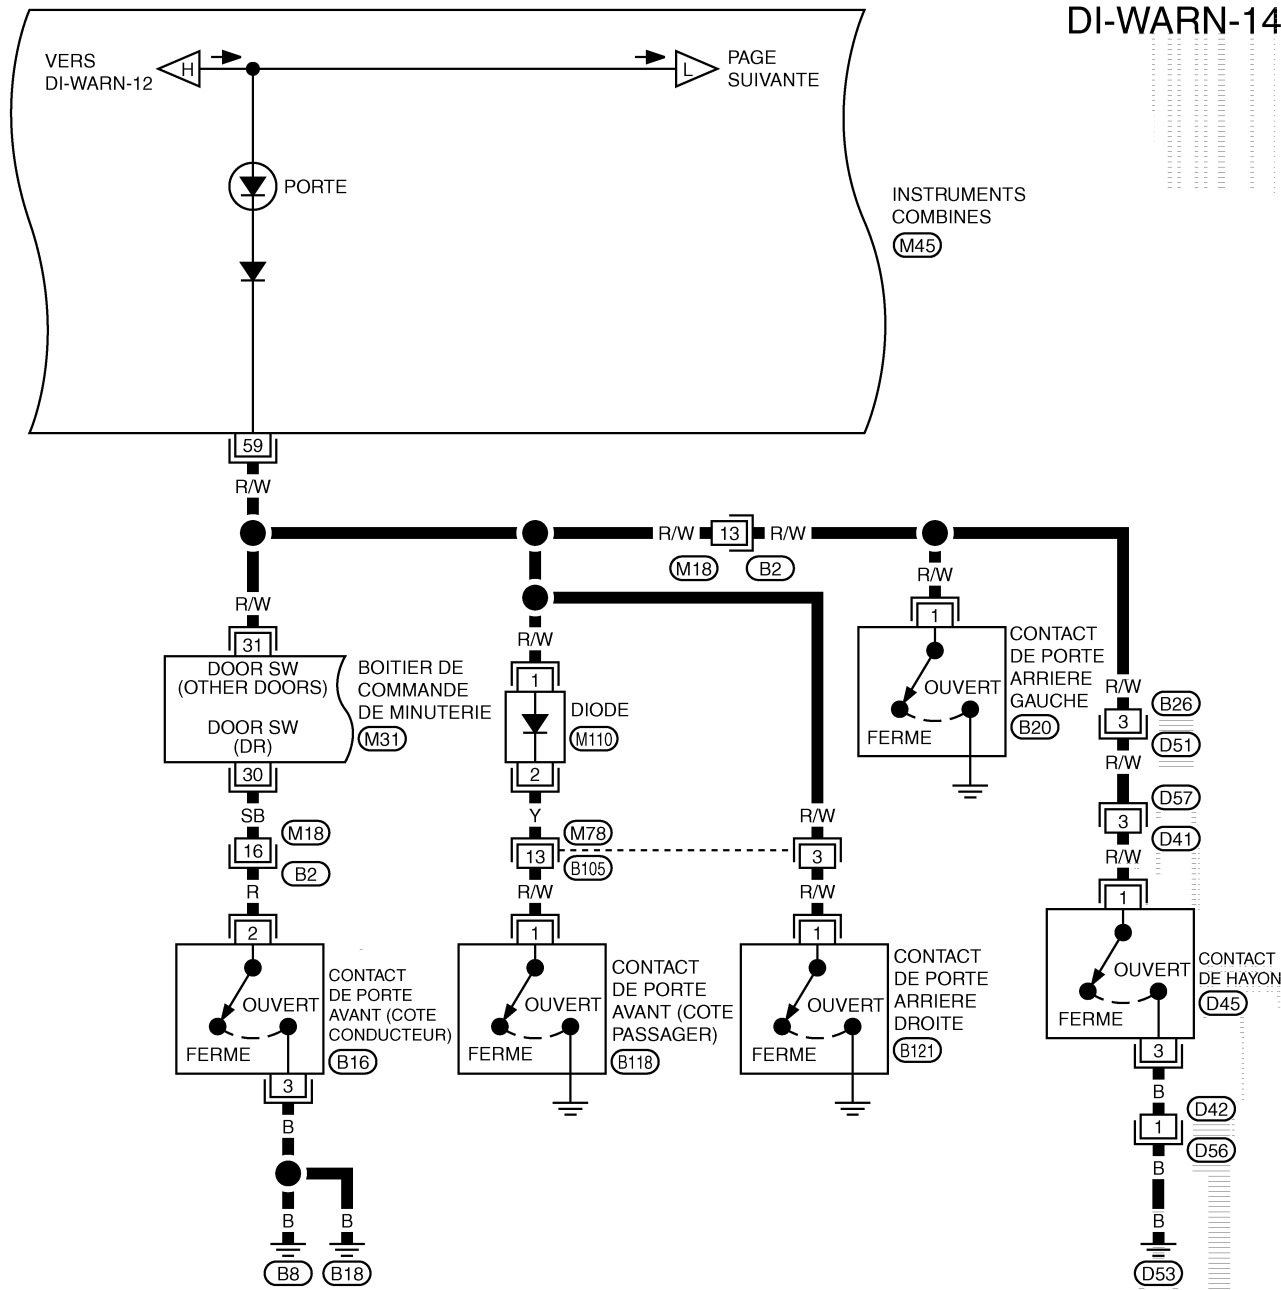 DI-WARN-14
VERS
DI-WARN-12
H
L
PAGE
SUIVANTE
PORTE
INSTRUMENTS
COMBINES
M45
59
R/W
R/W
13
R/W
M18
B2
R/W
R/W
31
DOOR SW
(OTHER DOORS)
DOOR SW
(DR)
30
BOITIER DE
COMMANDE
DE MINUTERIE
M31
SB
16
M18
B2
R
2
OUVERT
FERME
CONTACT
DE PORTE
AVANT (COTE
CONDUCTEUR)
B16
3
B
B
B
B8
B18
R/W
1
DIODE
M110
2
Y
13
M78
B105
R/W
1
OUVERT
FERME
CONTACT
DE PORTE
AVANT (COTE
PASSAGER)
B118
R/W
3
R/W
1
OUVERT
FERME
CONTACT
DE PORTE
ARRIERE
DROITE
B121
1
OUVERT
FERME
CONTACT
DE PORTE
ARRIERE
GAUCHE
B20
R/W
3
B26
D51
R/W
3
D57
D41
R/W
1
OUVERT
FERME
CONTACT
DE HAYON
D45
3
B
1
D42
D56
B
B
D53